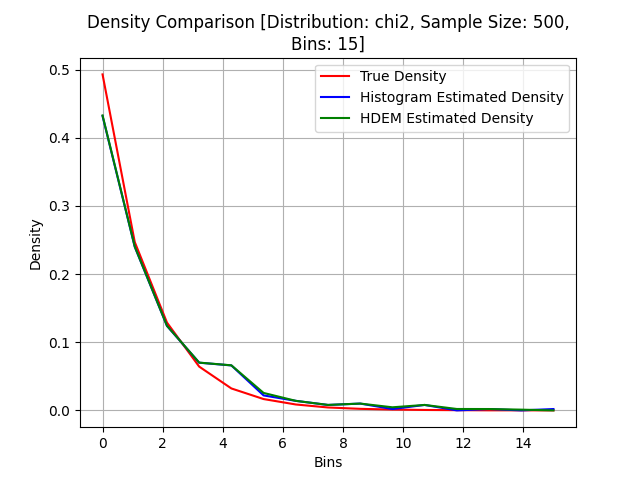 Density Comparison [Distribution: chi2, Sample Size: 500,
Bins: 15]
True Density
Histogram Estimated Density
HDEM Estimated Density
Density
0.5
0.4
0.3
0.2
0.1
0.0
0 2 4 6 8 10 12 14
Bins